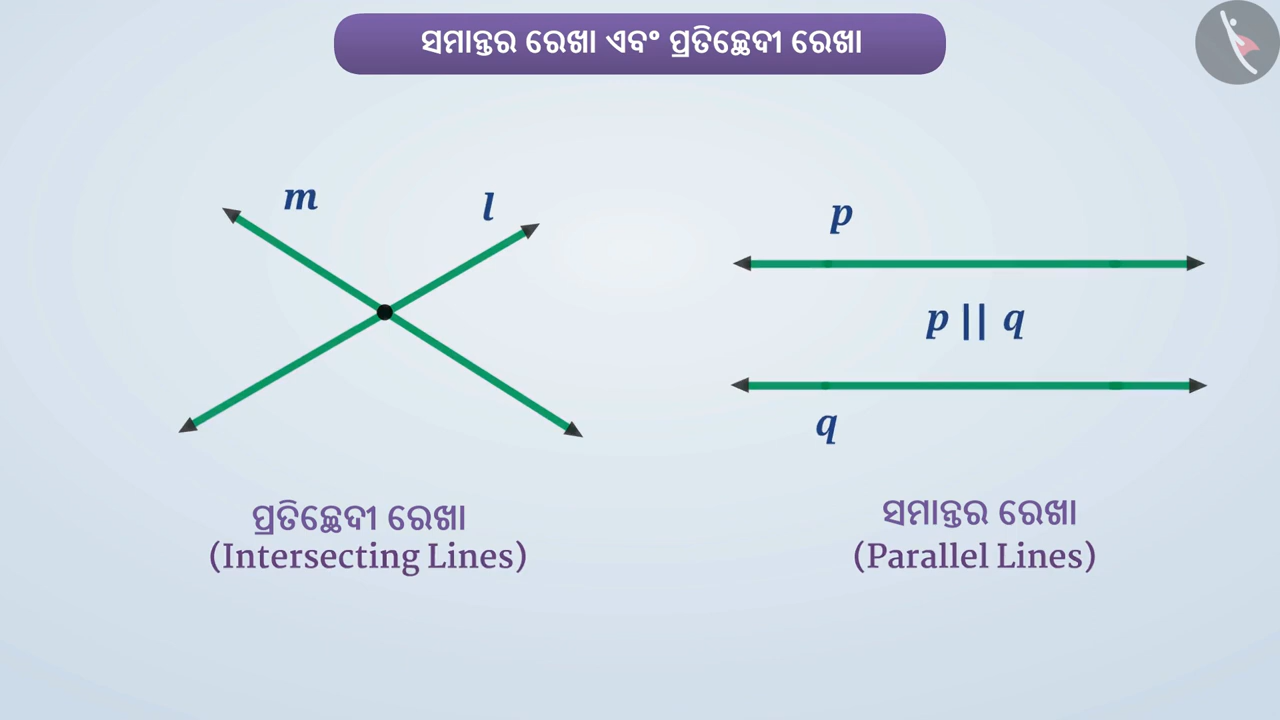 ସମାନ୍ତର ରେଖା ଏବଂ ପ୍ରତିଚ୍ଛେଦୀ ରେଖା
m
l
p
p || q
q
ପ୍ରତିଚ୍ଛେଦୀ ରେଖା
(Intersecting Lines)
ସମାନ୍ତର ରେଖା
(Parallel Lines)